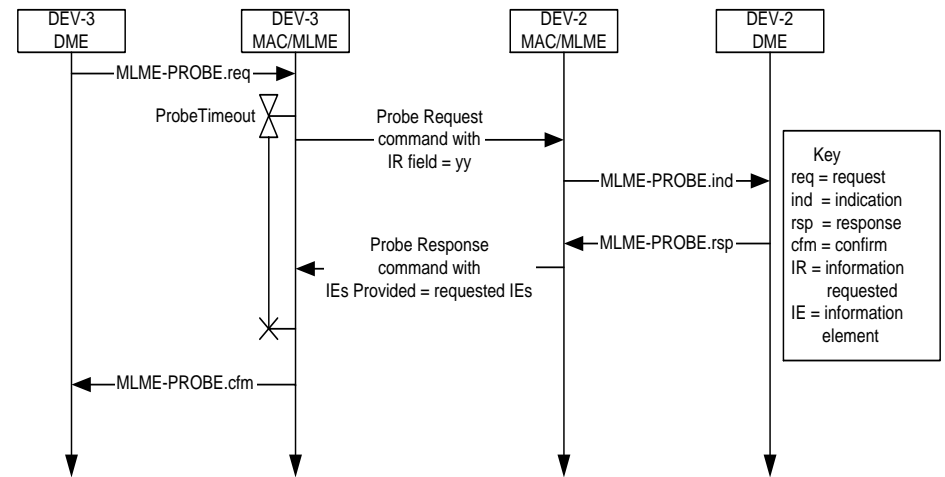 DEV-3
DME
DEV-3
MAC/MLME
DEV-2
MAC/MLME
DEV-2
DME
MLME-PROBE.req
ProbeTimeout
Probe Request
command with
IR field = yy
MLME-PROBE.ind
MLME-PROBE.rsp
Probe Response
command with
IEs Provided = requested IEs
MLME-PROBE.cfm
Key
req = request
ind = indication
rsp = response
cfm = confirm
IR = information
requested
IE = information
element